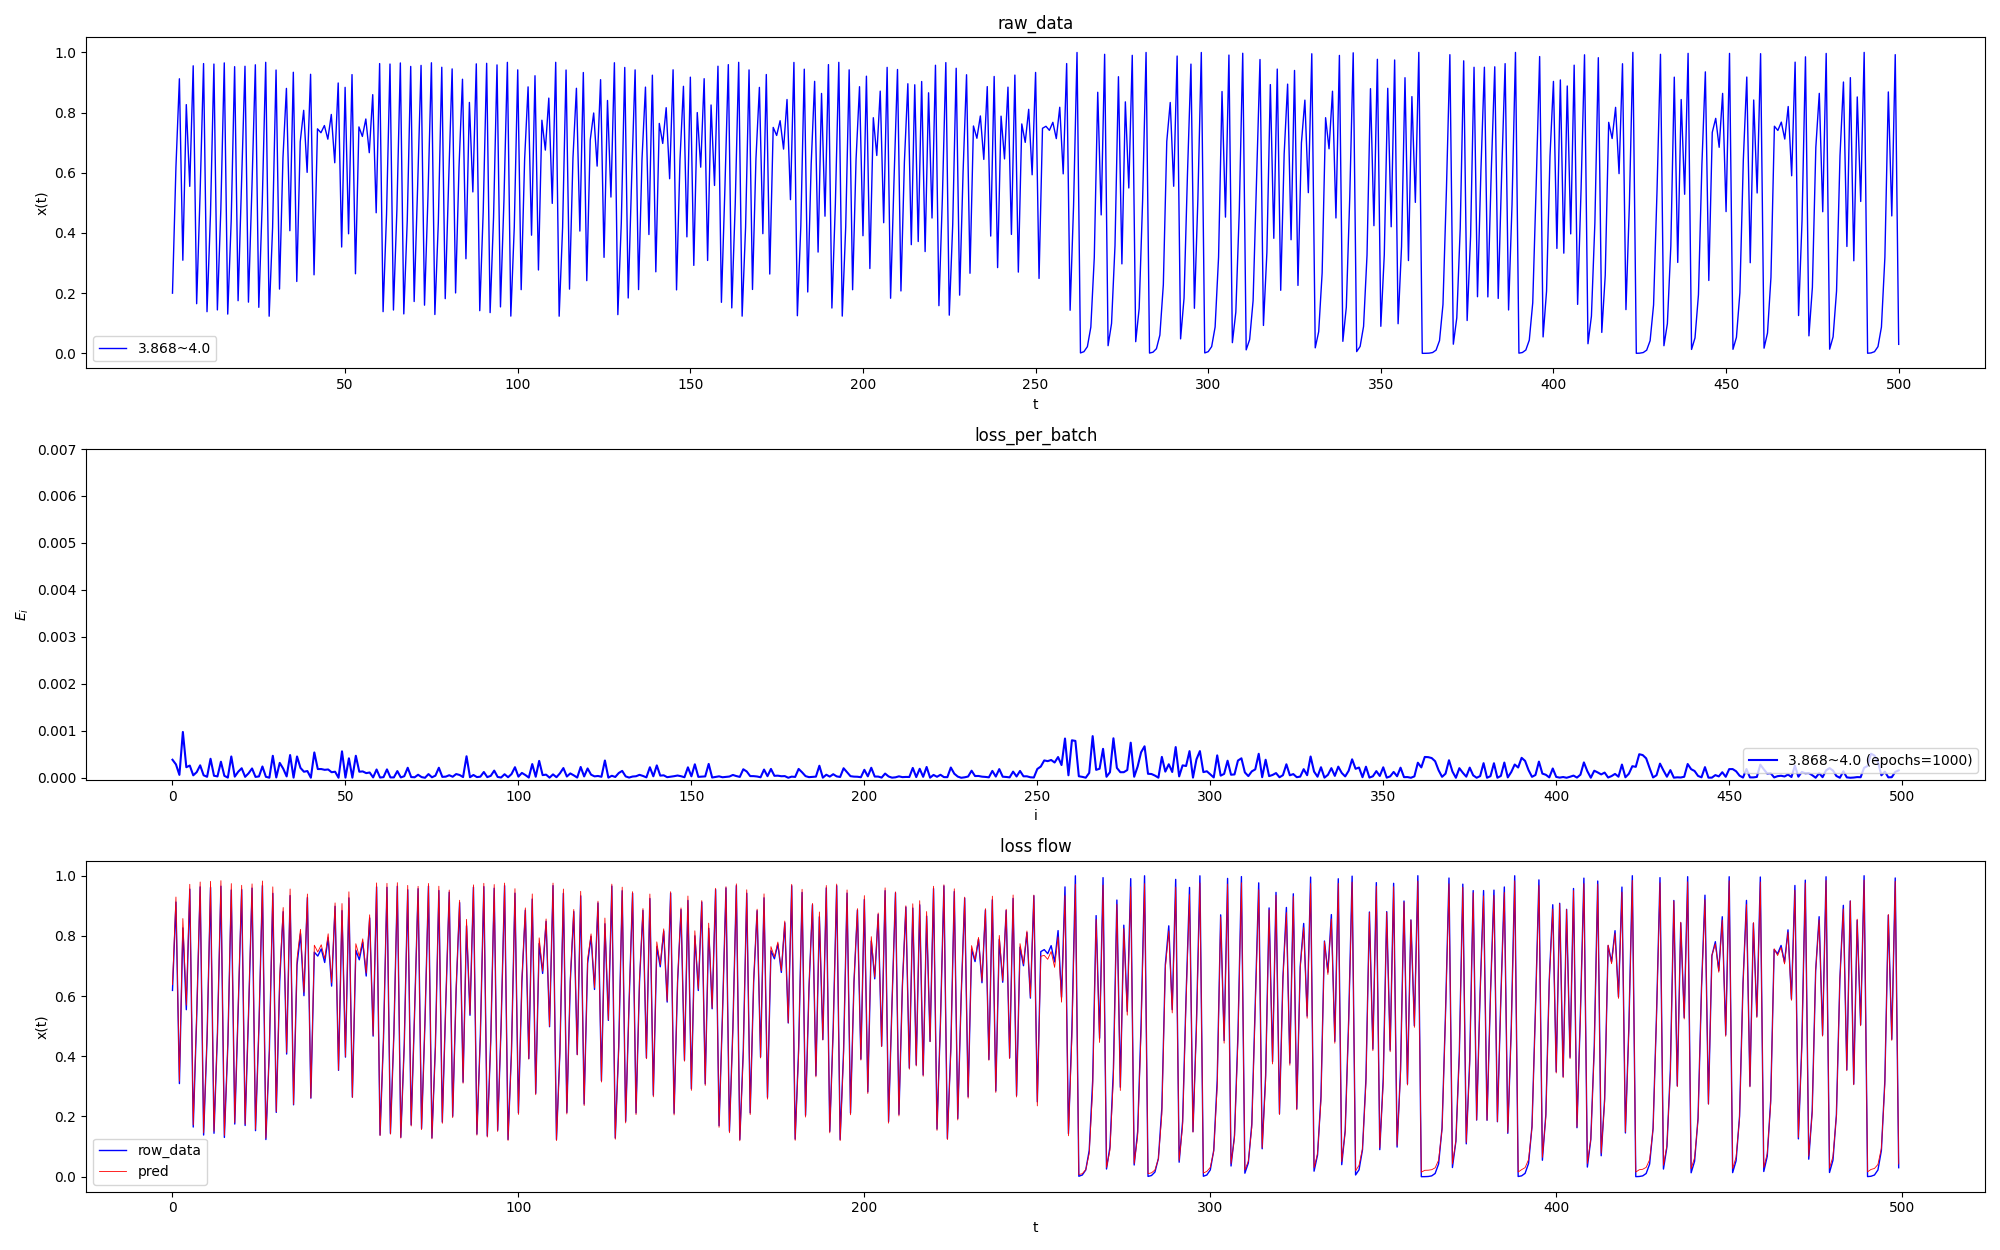 raw_data
x(t)
1.0
0.8
0.6
0.4
0.2
0.0
3.868~4.0
50 100 150 200 250 300 350 400 450 500
t
loss_per_batch
E_i
0.007
0.006
0.005
0.004
0.003
0.002
0.001
0.000
3.868~4.0 (epochs=1000)
0 50 100 150 200 250 300 350 400 450 500
i
loss flow
x(t)
1.0
0.8
0.6
0.4
0.2
0.0
row_data
pred
0 100 200 300 400 500
t